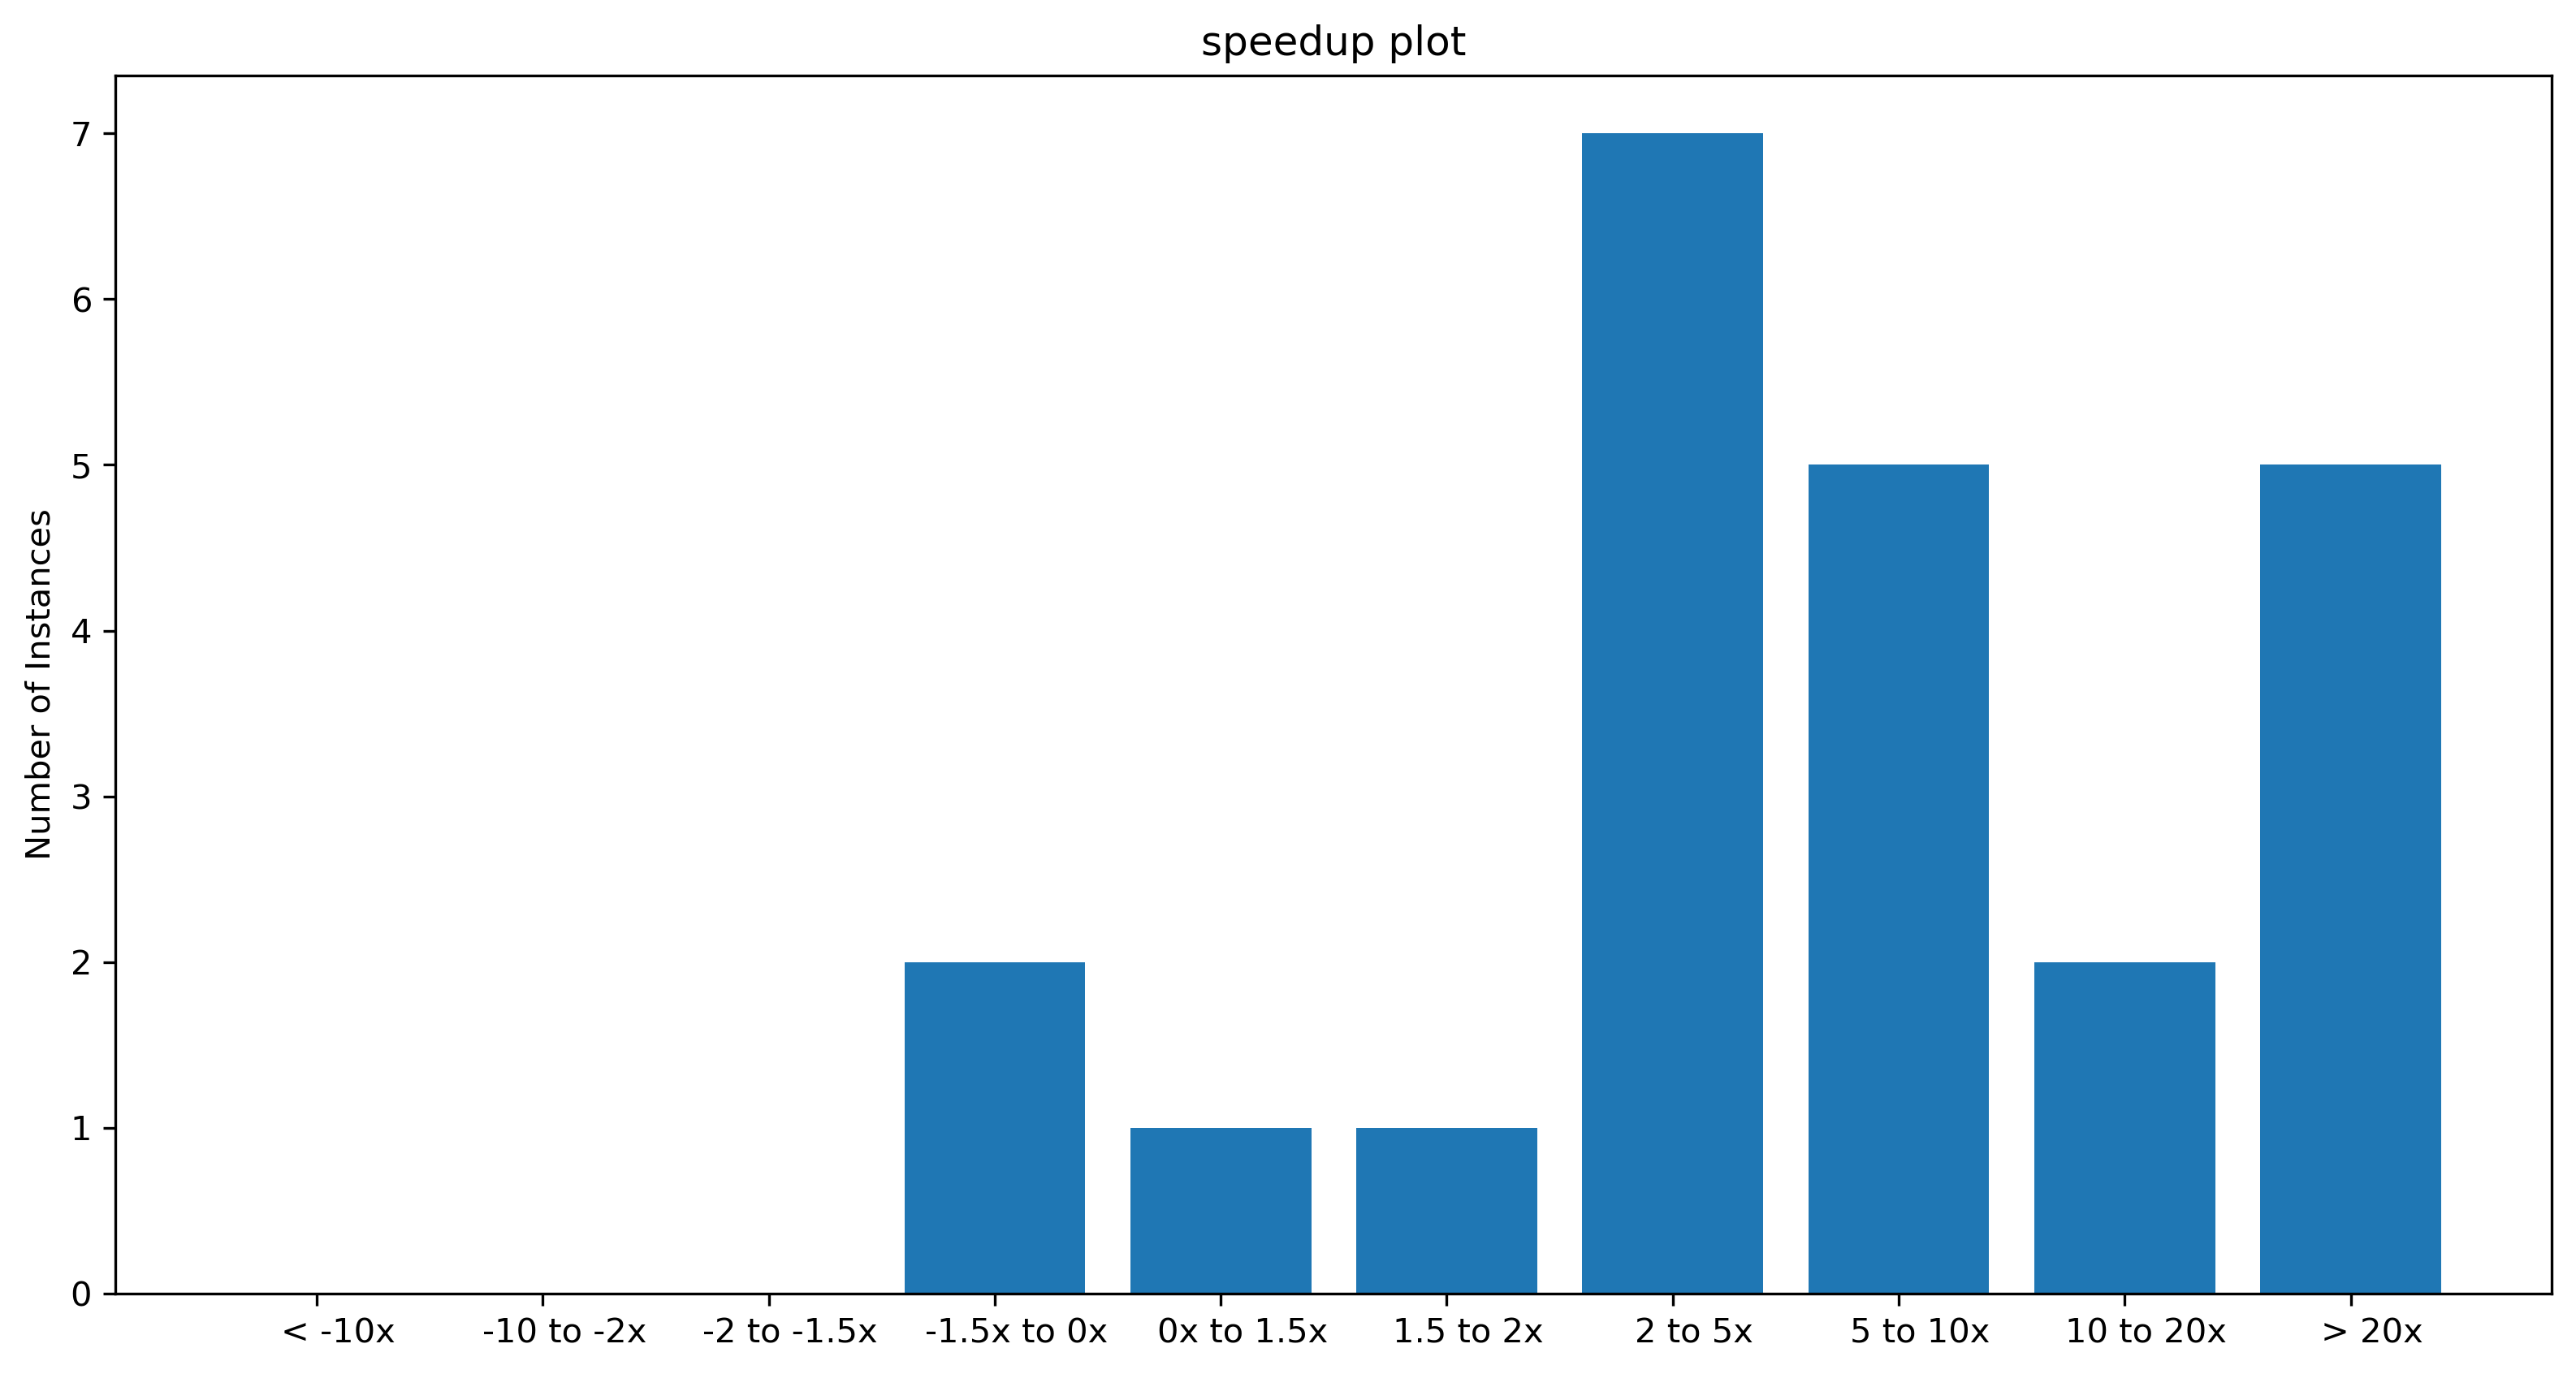 speedup plot
Number of Instances
7
6
5
4
3
2
1
0
< -10x
-10 to -2x
-2 to -1.5x
-1.5x to 0x
0x to 1.5x
1.5 to 2x
2 to 5x
5 to 10x
10 to 20x
> 20x